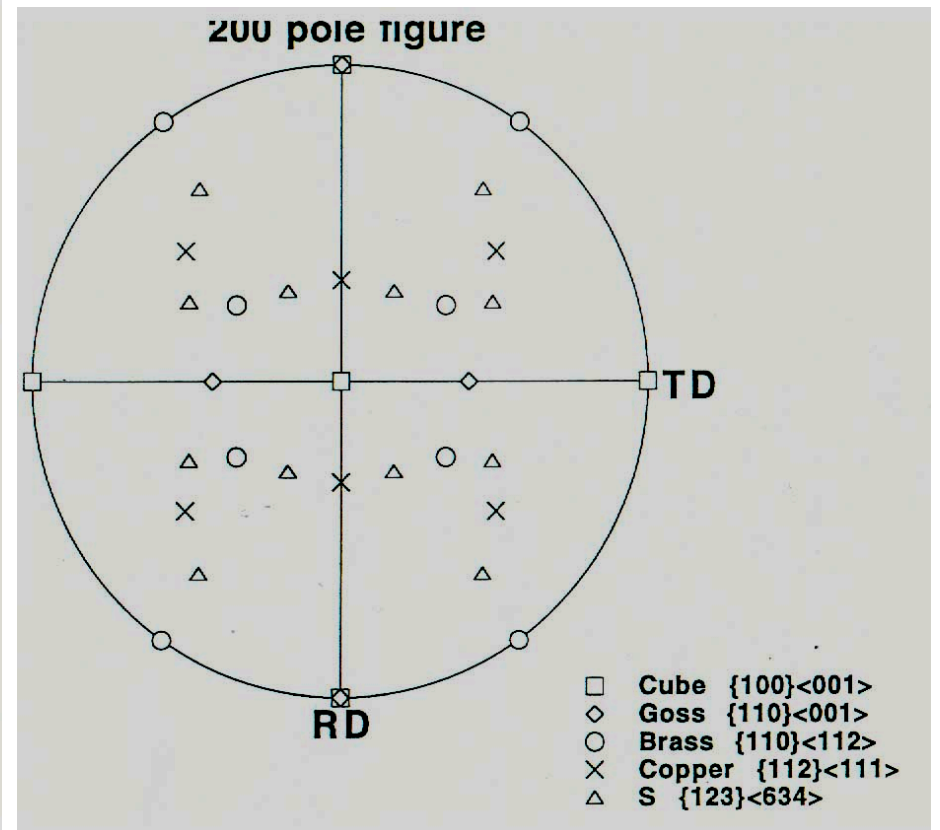 200 pole figure
TD
RD
Cube {100}<001>
Goss {110}<001>
Brass {110}<112>
Copper {112}<111>
S {123}<634>